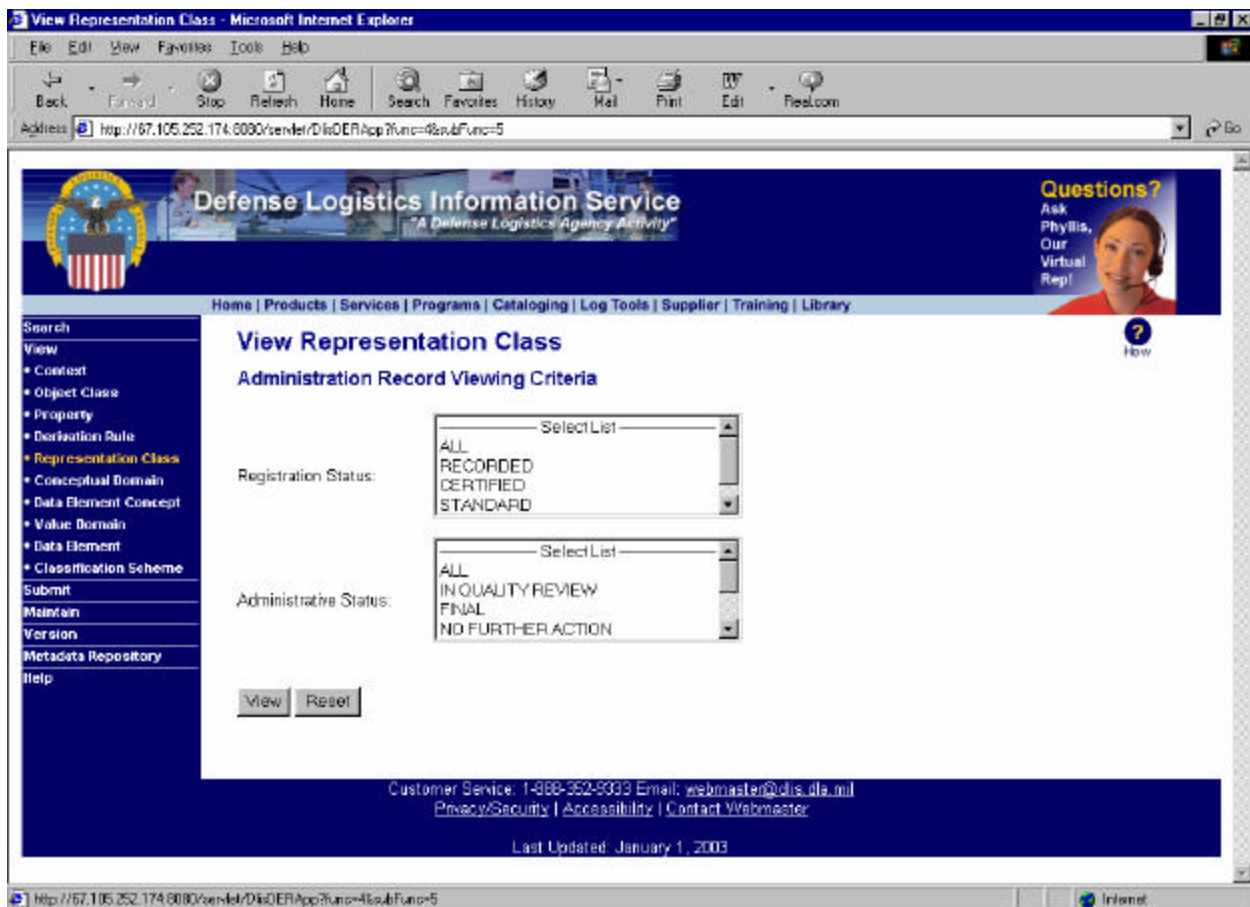 View Representation Class - Microsoft Internet Explorer
File Edit View Favorites Tools Help
Back Forward Stop Refresh Home Search Favorites History Mail Print Edit Real.com
Address http://67.105.252.174:8080/servlet/DlisDERApp?func=4&subFunc=5 Go
Defense Logistics Information Service
"A Defense Logistics Agency Activity"
Questions?
Ask
Phyllis,
Our
Virtual
Rep!
Home | Products | Services | Programs | Cataloging | Log Tools | Supplier | Training | Library
Search
View
• Context
• Object Class
• Property
• Derivation Rule
• Representation Class
• Conceptual Domain
• Data Element Concept
• Value Domain
• Data Element
• Classification Scheme
Submit
Maintain
Version
Metadata Repository
Help
View Representation Class
?
How
Administration Record Viewing Criteria
Registration Status:
Select List
ALL
RECORDED
CERTIFIED
STANDARD
Administrative Status:
Select List
ALL
IN QUALITY REVIEW
FINAL
NO FURTHER ACTION
View Reset
Customer Service: 1-888-352-9333 Email: webmaster@dlis.dla.mil
Privacy/Security | Accessibility | Contact Webmaster
Last Updated: January 1, 2003
http://67.105.252.174:8080/servlet/DlisDERApp?func=4&subFunc=5 Internet